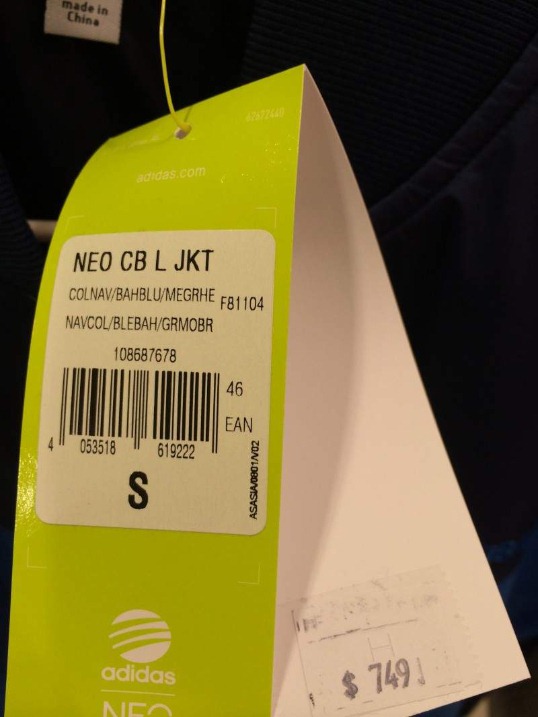 made in
China
adidas.com
NEO CB L JKT
COLNAV/BAHBLU/MEGRHE F81104
NAVCOL/BLEBAH/GRMOBR
108687678
46
EAN
4 053518 619222
S
ASASIA/0801/V02
adidas
NEO
$ 749